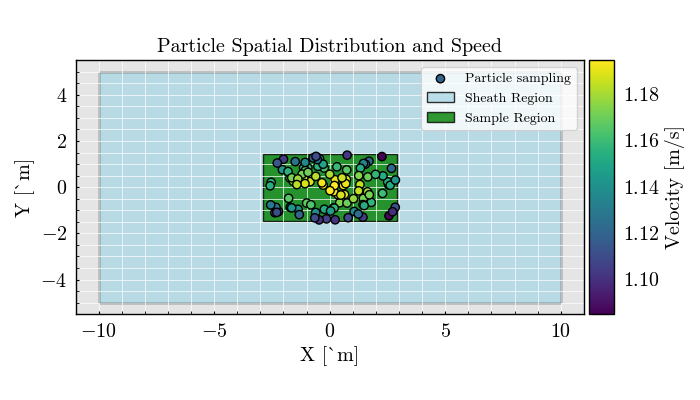 Particle Spatial Distribution and Speed
Particle sampling
Sheath Region
Sample Region
4
2
0
−2
−4
Y [`m]
−10
−5
0
5
10
X [`m]
1.18
1.16
1.14
1.12
1.10
Velocity [m/s]